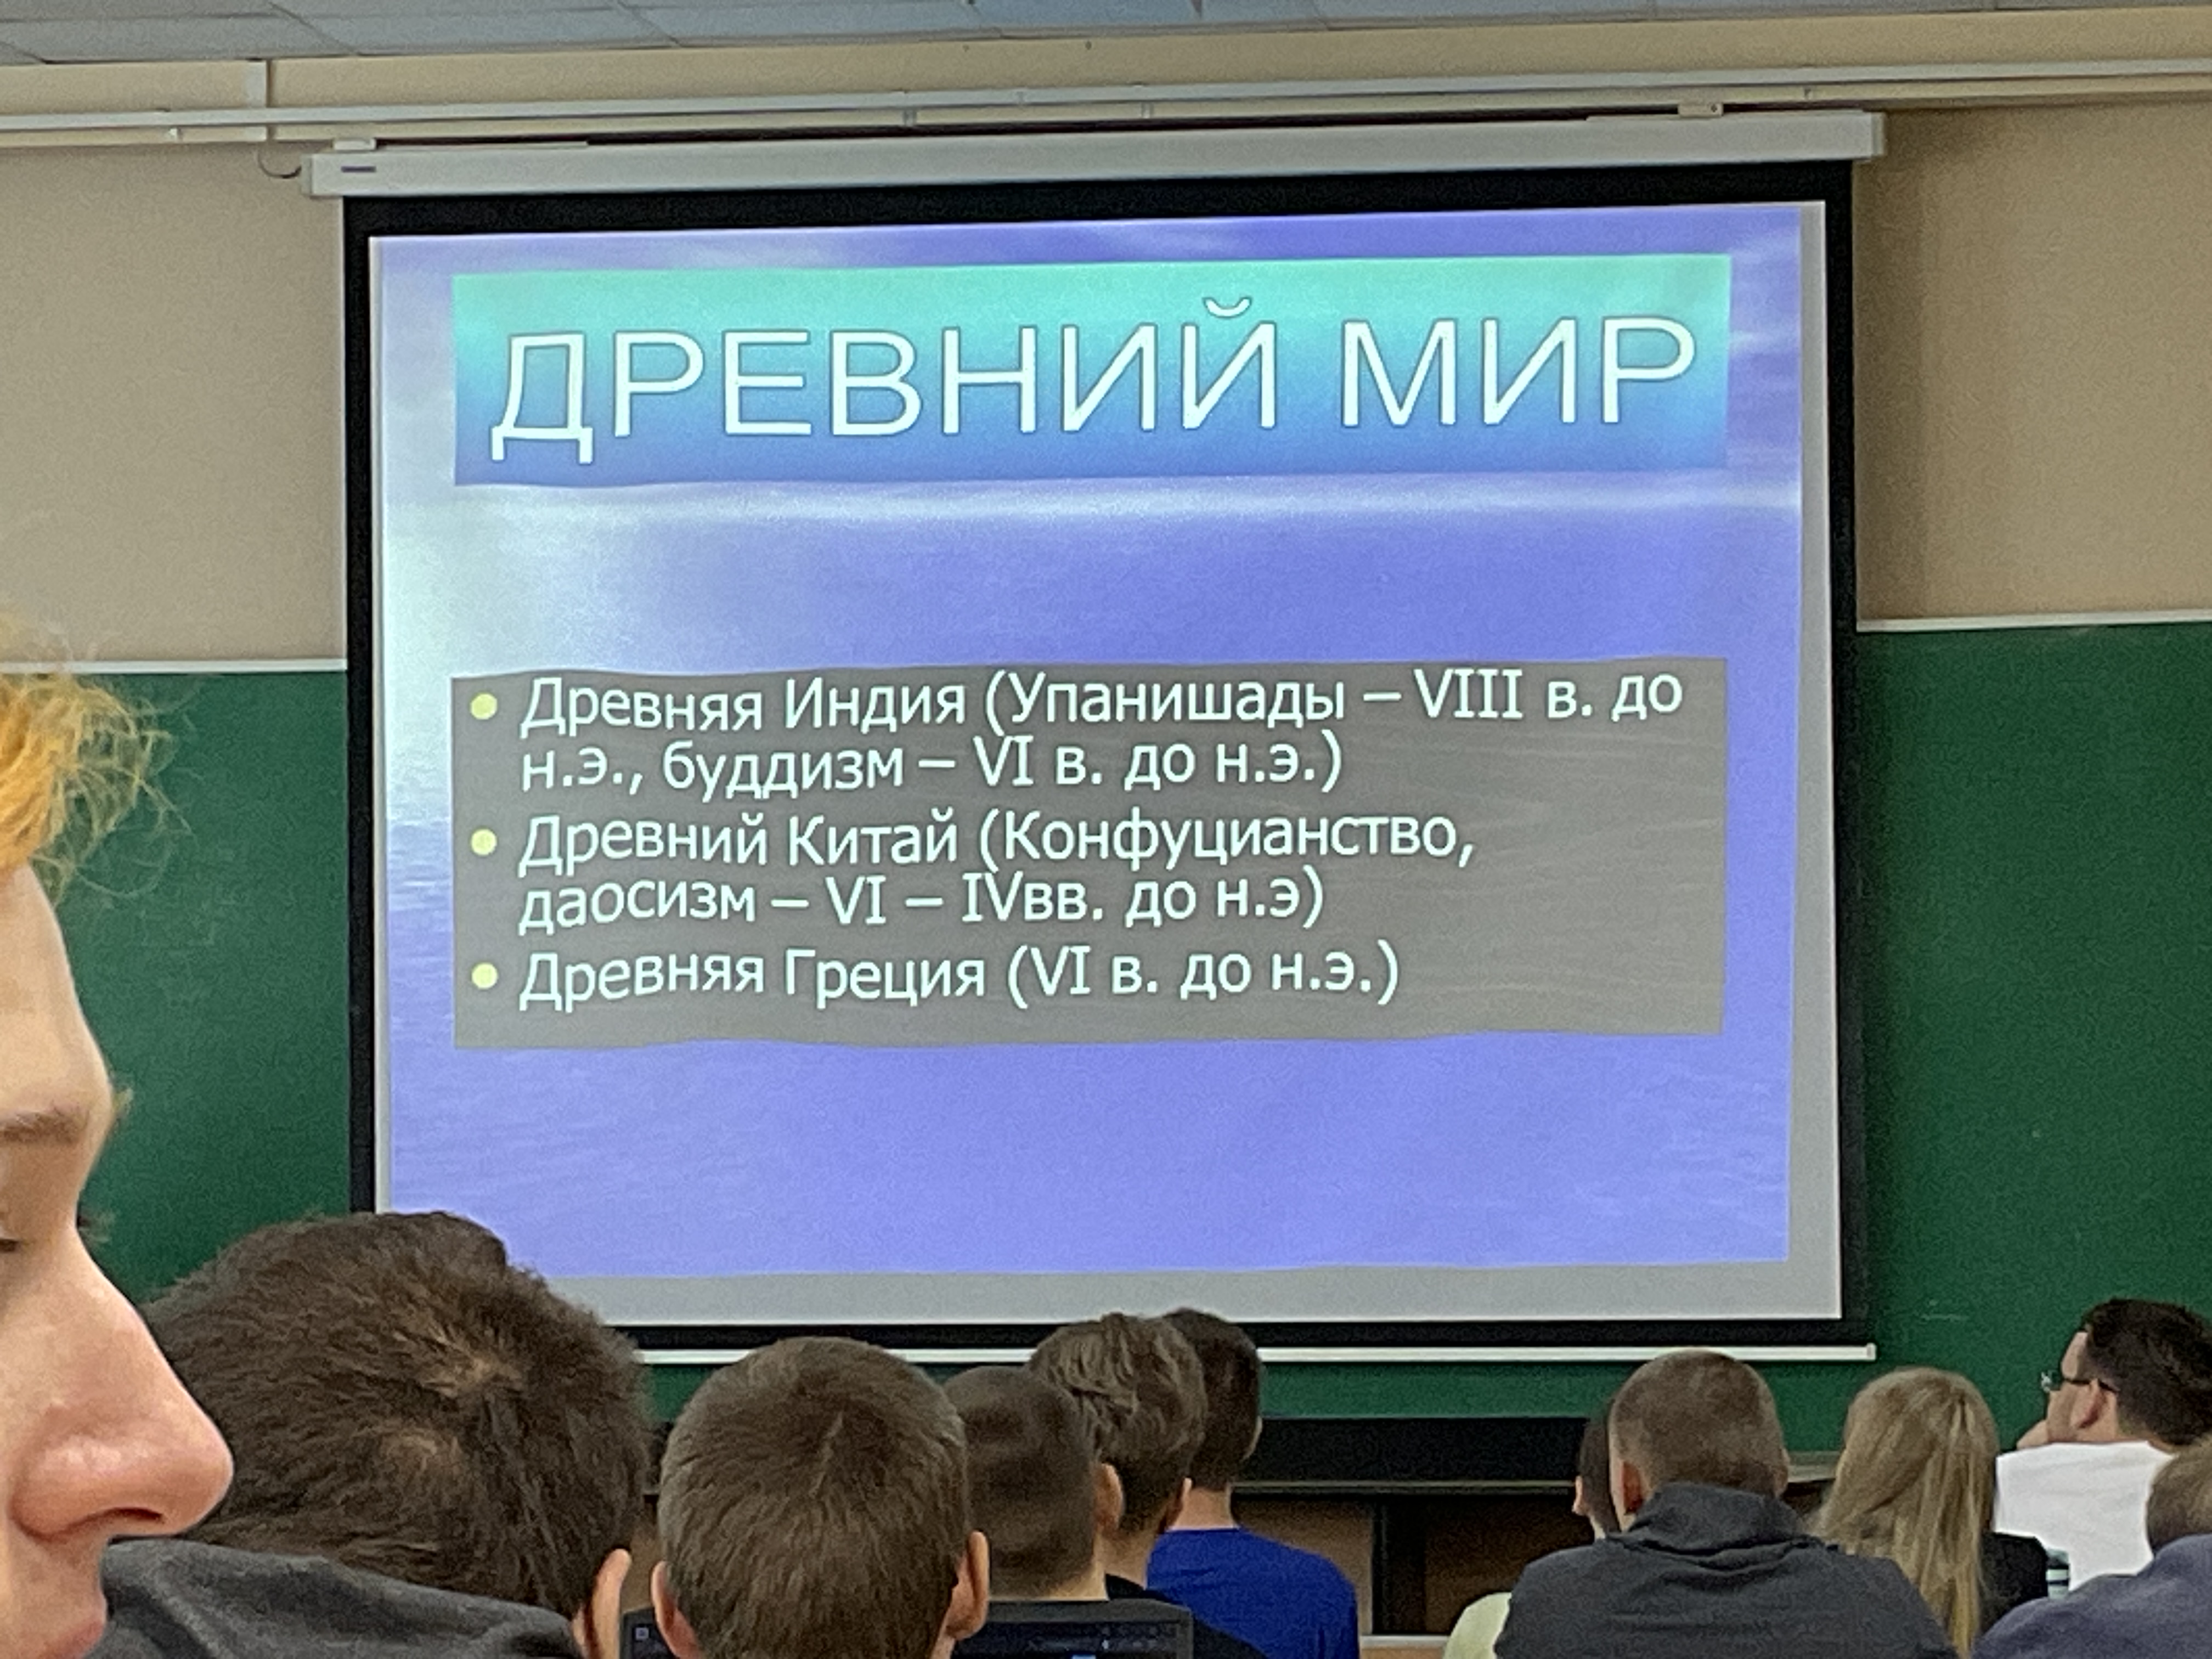 ДРЕВНИЙ МИР
• Древняя Индия (Упанишады – VIII в. до
н.э., буддизм – VI в. до н.э.)
• Древний Китай (Конфуцианство,
даосизм – VI – IVвв. до н.э)
• Древняя Греция (VI в. до н.э.)